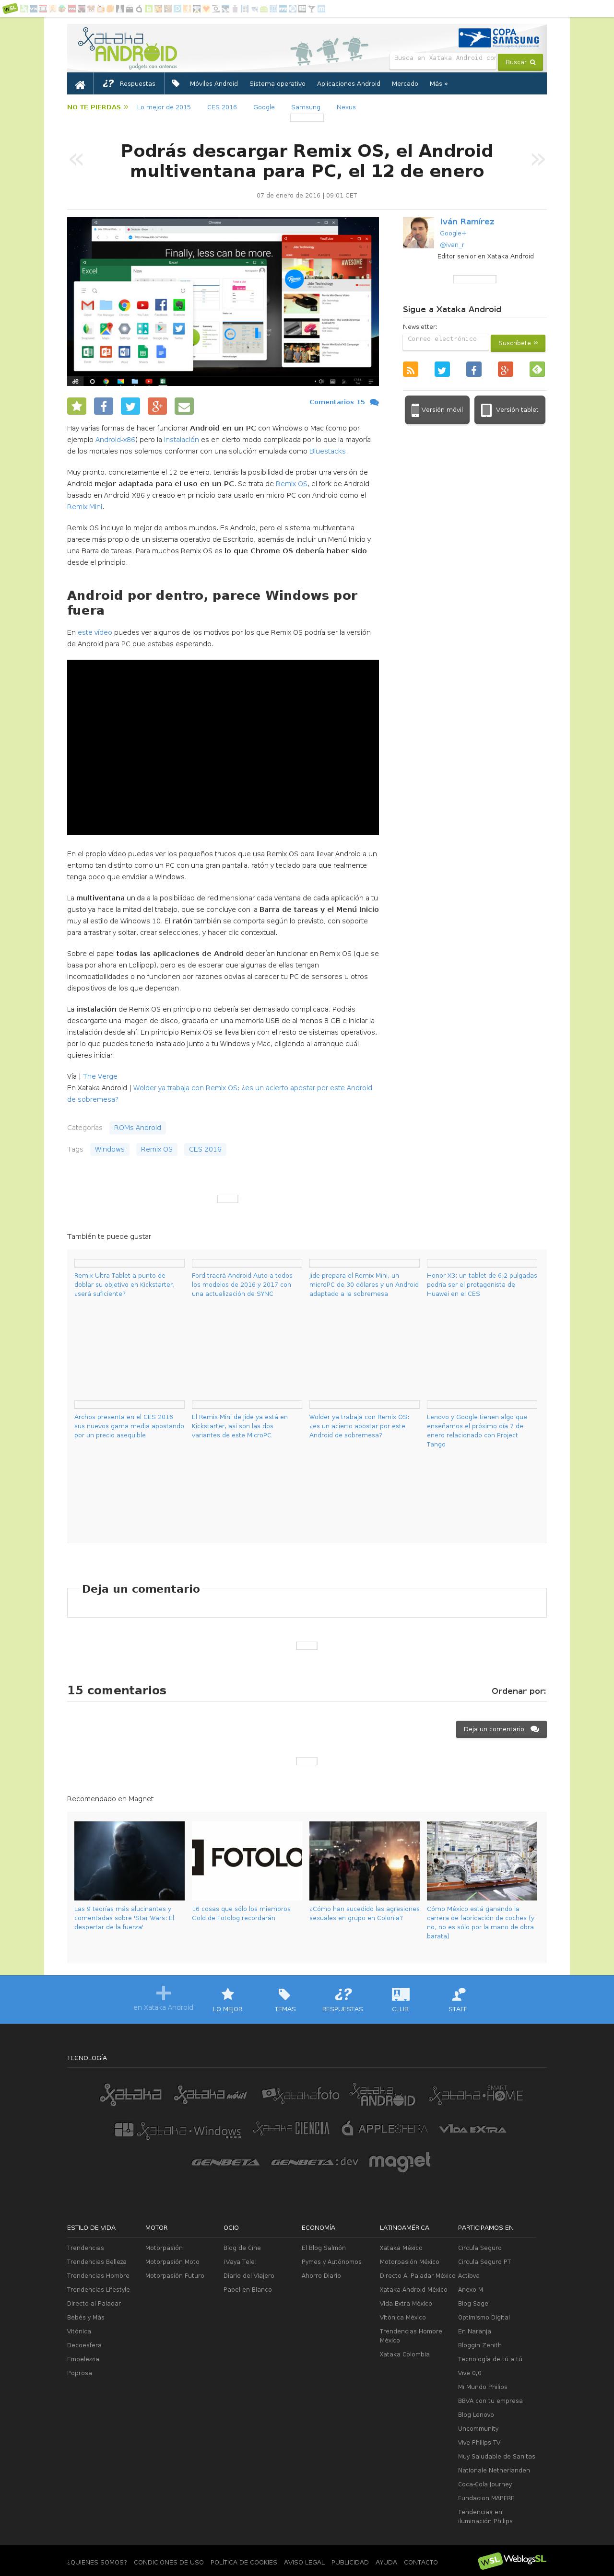 WSL
Xataka
ANDROID
gadgets con sentidos
COPA
SAMSUNG
Busca en Xataka Android con
Buscar
Respuestas
Móviles Android
Sistema operativo
Aplicaciones Android
Mercado
Más »
NO TE PIERDAS »
Lo mejor de 2015
CES 2016
Google
Samsung
Nexus
«
»
Podrás descargar Remix OS, el Android
multiventana para PC, el 12 de enero
07 de enero de 2016 | 09:01 CET
Excel
Excel
YouTube
Iván Ramírez
Google+
@ivan_r
Editor senior en Xataka Android
Sigue a Xataka Android
Newsletter:
Correo electrónico
Suscríbete »
Versión móvil
Versión tablet
Comentarios 15
Hay varias formas de hacer funcionar Android en un PC con Windows o Mac (como por
ejemplo Android-x86) pero la instalación es en cierto modo complicada por lo que la mayoría
de los mortales nos solemos conformar con una solución emulada como Bluestacks.
Muy pronto, concretamente el 12 de enero, tendrás la posibilidad de probar una versión de
Android mejor adaptada para el uso en un PC. Se trata de Remix OS, el fork de Android
basado en Android-X86 y creado en principio para usarlo en micro-PC con Android como el
Remix Mini.
Remix OS incluye lo mejor de ambos mundos. Es Android, pero el sistema multiventana
parece más propio de un sistema operativo de Escritorio, además de incluir un Menú Inicio y
una Barra de tareas. Para muchos Remix OS es lo que Chrome OS debería haber sido
desde el principio.
Android por dentro, parece Windows por
fuera
En este vídeo puedes ver algunos de los motivos por los que Remix OS podría ser la versión
de Android para PC que estabas esperando.
En el propio vídeo puedes ver los pequeños trucos que usa Remix OS para llevar Android a un
entorno tan distinto como un PC con una gran pantalla, ratón y teclado para que realmente
tenga poco que envidiar a Windows.
La multiventana unida a la posibilidad de redimensionar cada ventana de cada aplicación a tu
gusto ya hace la mitad del trabajo, que se concluye con la Barra de tareas y el Menú Inicio
muy al estilo de Windows 10. El ratón también se comporta según lo previsto, con soporte
para arrastrar y soltar, crear selecciones, y hacer clic contextual.
Sobre el papel todas las aplicaciones de Android deberían funcionar en Remix OS (que se
basa por ahora en Lollipop), pero es de esperar que algunas de ellas tengan
incompatibilidades o no funcionen por razones obvias al carecer tu PC de sensores u otros
dispositivos de los que dependan.
La instalación de Remix OS en principio no debería ser demasiado complicada. Podrás
descargarte una imagen de disco, grabarla en una memoria USB de al menos 8 GB e iniciar la
instalación desde ahí. En principio Remix OS se lleva bien con el resto de sistemas operativos,
por lo que puedes tenerlo instalado junto a tu Windows y Mac, eligiendo al arranque cuál
quieres iniciar.
Vía | The Verge
En Xataka Android | Wolder ya trabaja con Remix OS: ¿es un acierto apostar por este Android
de sobremesa?
Categorías
ROMs Android
Tags
Windows
Remix OS
CES 2016
También te puede gustar
Remix Ultra Tablet a punto de
doblar su objetivo en Kickstarter,
¿será suficiente?
Ford traerá Android Auto a todos
los modelos de 2016 y 2017 con
una actualización de SYNC
Jide prepara el Remix Mini, un
microPC de 30 dólares y un Android
adaptado a la sobremesa
Honor X3: un tablet de 6,2 pulgadas
podría ser el protagonista de
Huawei en el CES
Archos presenta en el CES 2016
sus nuevos gama media apostando
por un precio asequible
El Remix Mini de Jide ya está en
Kickstarter, así son las dos
variantes de este MicroPC
Wolder ya trabaja con Remix OS:
¿es un acierto apostar por este
Android de sobremesa?
Lenovo y Google tienen algo que
enseñarnos el próximo día 7 de
enero relacionado con Project
Tango
Deja un comentario
15 comentarios
Ordenar por:
Deja un comentario
Recomendado en Magnet
FOTOLO
Las 9 teorías más alucinantes y
comentadas sobre 'Star Wars: El
despertar de la fuerza'
16 cosas que sólo los miembros
Gold de Fotolog recordarán
¿Cómo han sucedido las agresiones
sexuales en grupo en Colonia?
Cómo México está ganando la
carrera de fabricación de coches (y
no, no es sólo por la mano de obra
barata)
en Xataka Android
LO MEJOR
TEMAS
RESPUESTAS
CLUB
STAFF
TECNOLOGÍA
Xataka
Xataka móvil
Xatakafoto
Xataka ANDROID
Xataka SMART HOME
Xataka Windows
Xataka CIENCIA
APPLESFERA
VIDA EXTRA
GENBETA
GENBETA:dev
magnet
ESTILO DE VIDA
Trendencias
Trendencias Belleza
Trendencias Hombre
Trendencias Lifestyle
Directo al Paladar
Bebés y Más
Vitónica
Decoesfera
Embelezzia
Poprosa
MOTOR
Motorpasión
Motorpasión Moto
Motorpasión Futuro
OCIO
Blog de Cine
¡Vaya Tele!
Diario del Viajero
Papel en Blanco
ECONOMÍA
El Blog Salmón
Pymes y Autónomos
Ahorro Diario
LATINOAMÉRICA
Xataka México
Motorpasión México
Directo Al Paladar México
Xataka Android México
Vida Extra México
Vitónica México
Trendencias Hombre
México
Xataka Colombia
PARTICIPAMOS EN
Circula Seguro
Circula Seguro PT
Actibva
Anexo M
Blog Sage
Optimismo Digital
En Naranja
Bloggin Zenith
Tecnología de tú a tú
Vive 0,0
Mi Mundo Philips
BBVA con tu empresa
Blog Lenovo
Uncommunity
Vive Philips TV
Muy Saludable de Sanitas
Nationale Netherlanden
Coca-Cola Journey
Fundacion MAPFRE
Tendencias en
Iluminación Philips
¿QUIENES SOMOS?
CONDICIONES DE USO
POLÍTICA DE COOKIES
AVISO LEGAL
PUBLICIDAD
AYUDA
CONTACTO
WSL WeblogsSL